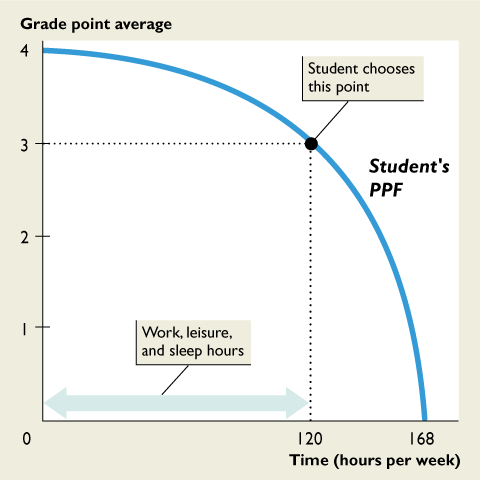 Grade point average
4
Student chooses
this point
3
Student's
PPF
2
1
Work, leisure,
and sleep hours
0
120
168
Time (hours per week)